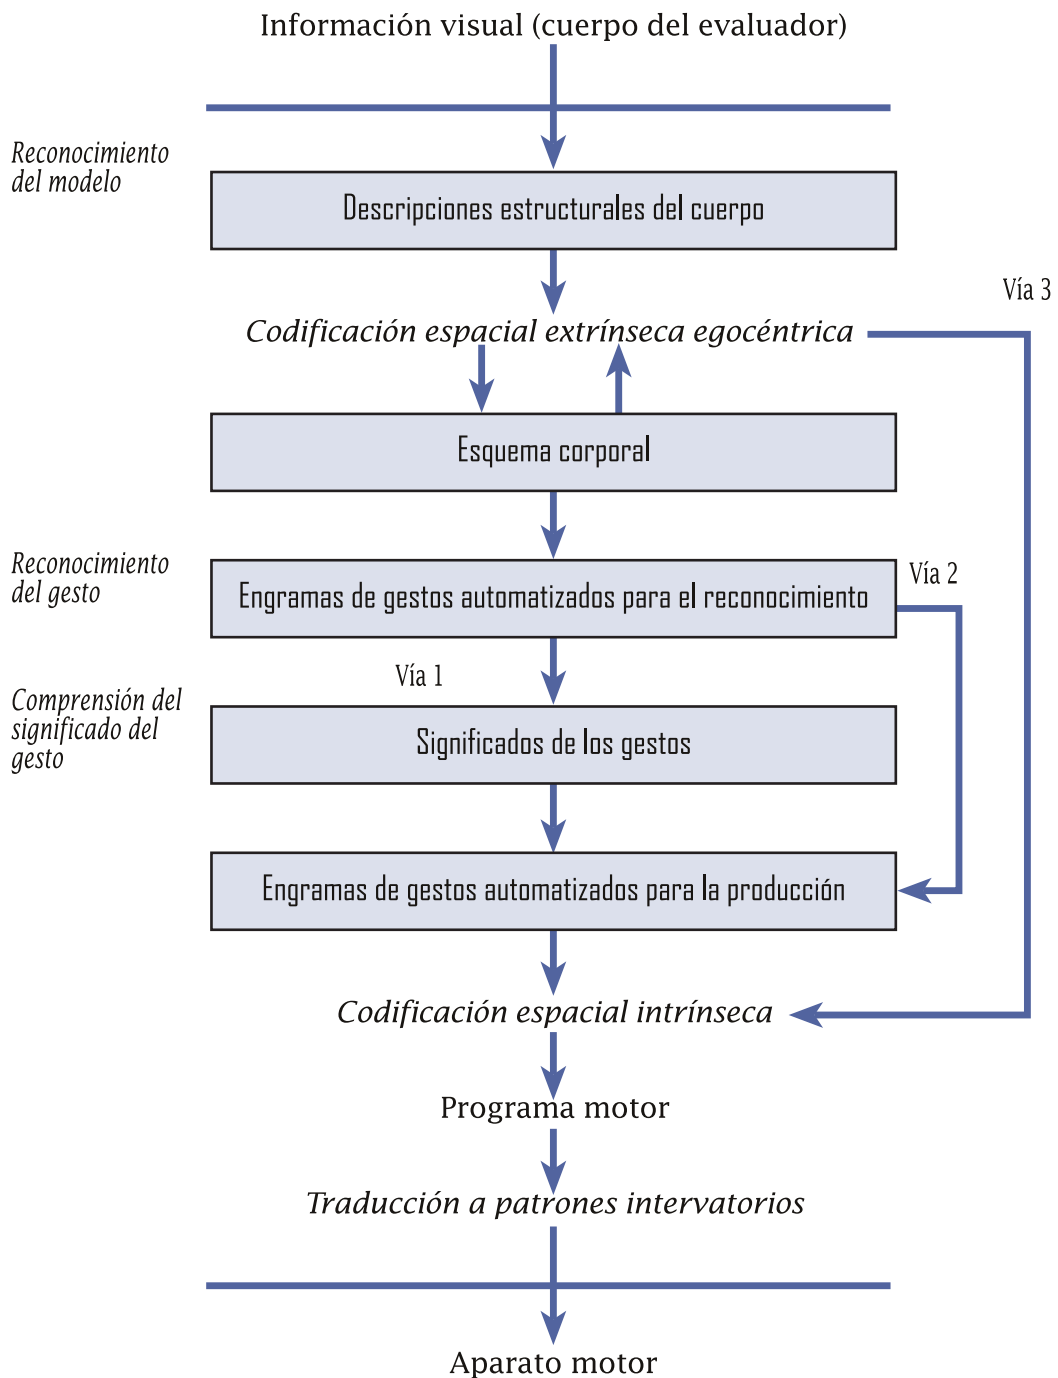 Información visual (cuerpo del evaluador)
Reconocimiento
del modelo
Descripciones estructurales del cuerpo
Vía 3
Codificación espacial extrínseca egocéntrica
Esquema corporal
Reconocimiento
del gesto
Engramas de gestos automatizados para el reconocimiento
Vía 2
Vía 1
Comprensión del
significado del
gesto
Significados de los gestos
Engramas de gestos automatizados para la producción
Codificación espacial intrínseca
Programa motor
Traducción a patrones intervatorios
Aparato motor